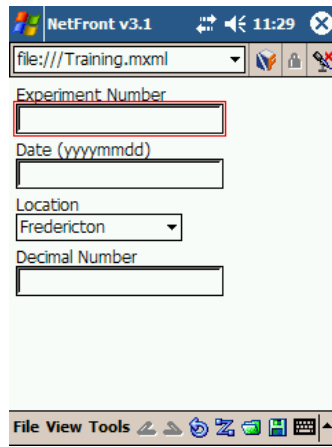 NetFront v3.1 11:29
file:///Training.mxml
Experiment Number
Date (yyyymmdd)
Location
Fredericton
Decimal Number
File View Tools